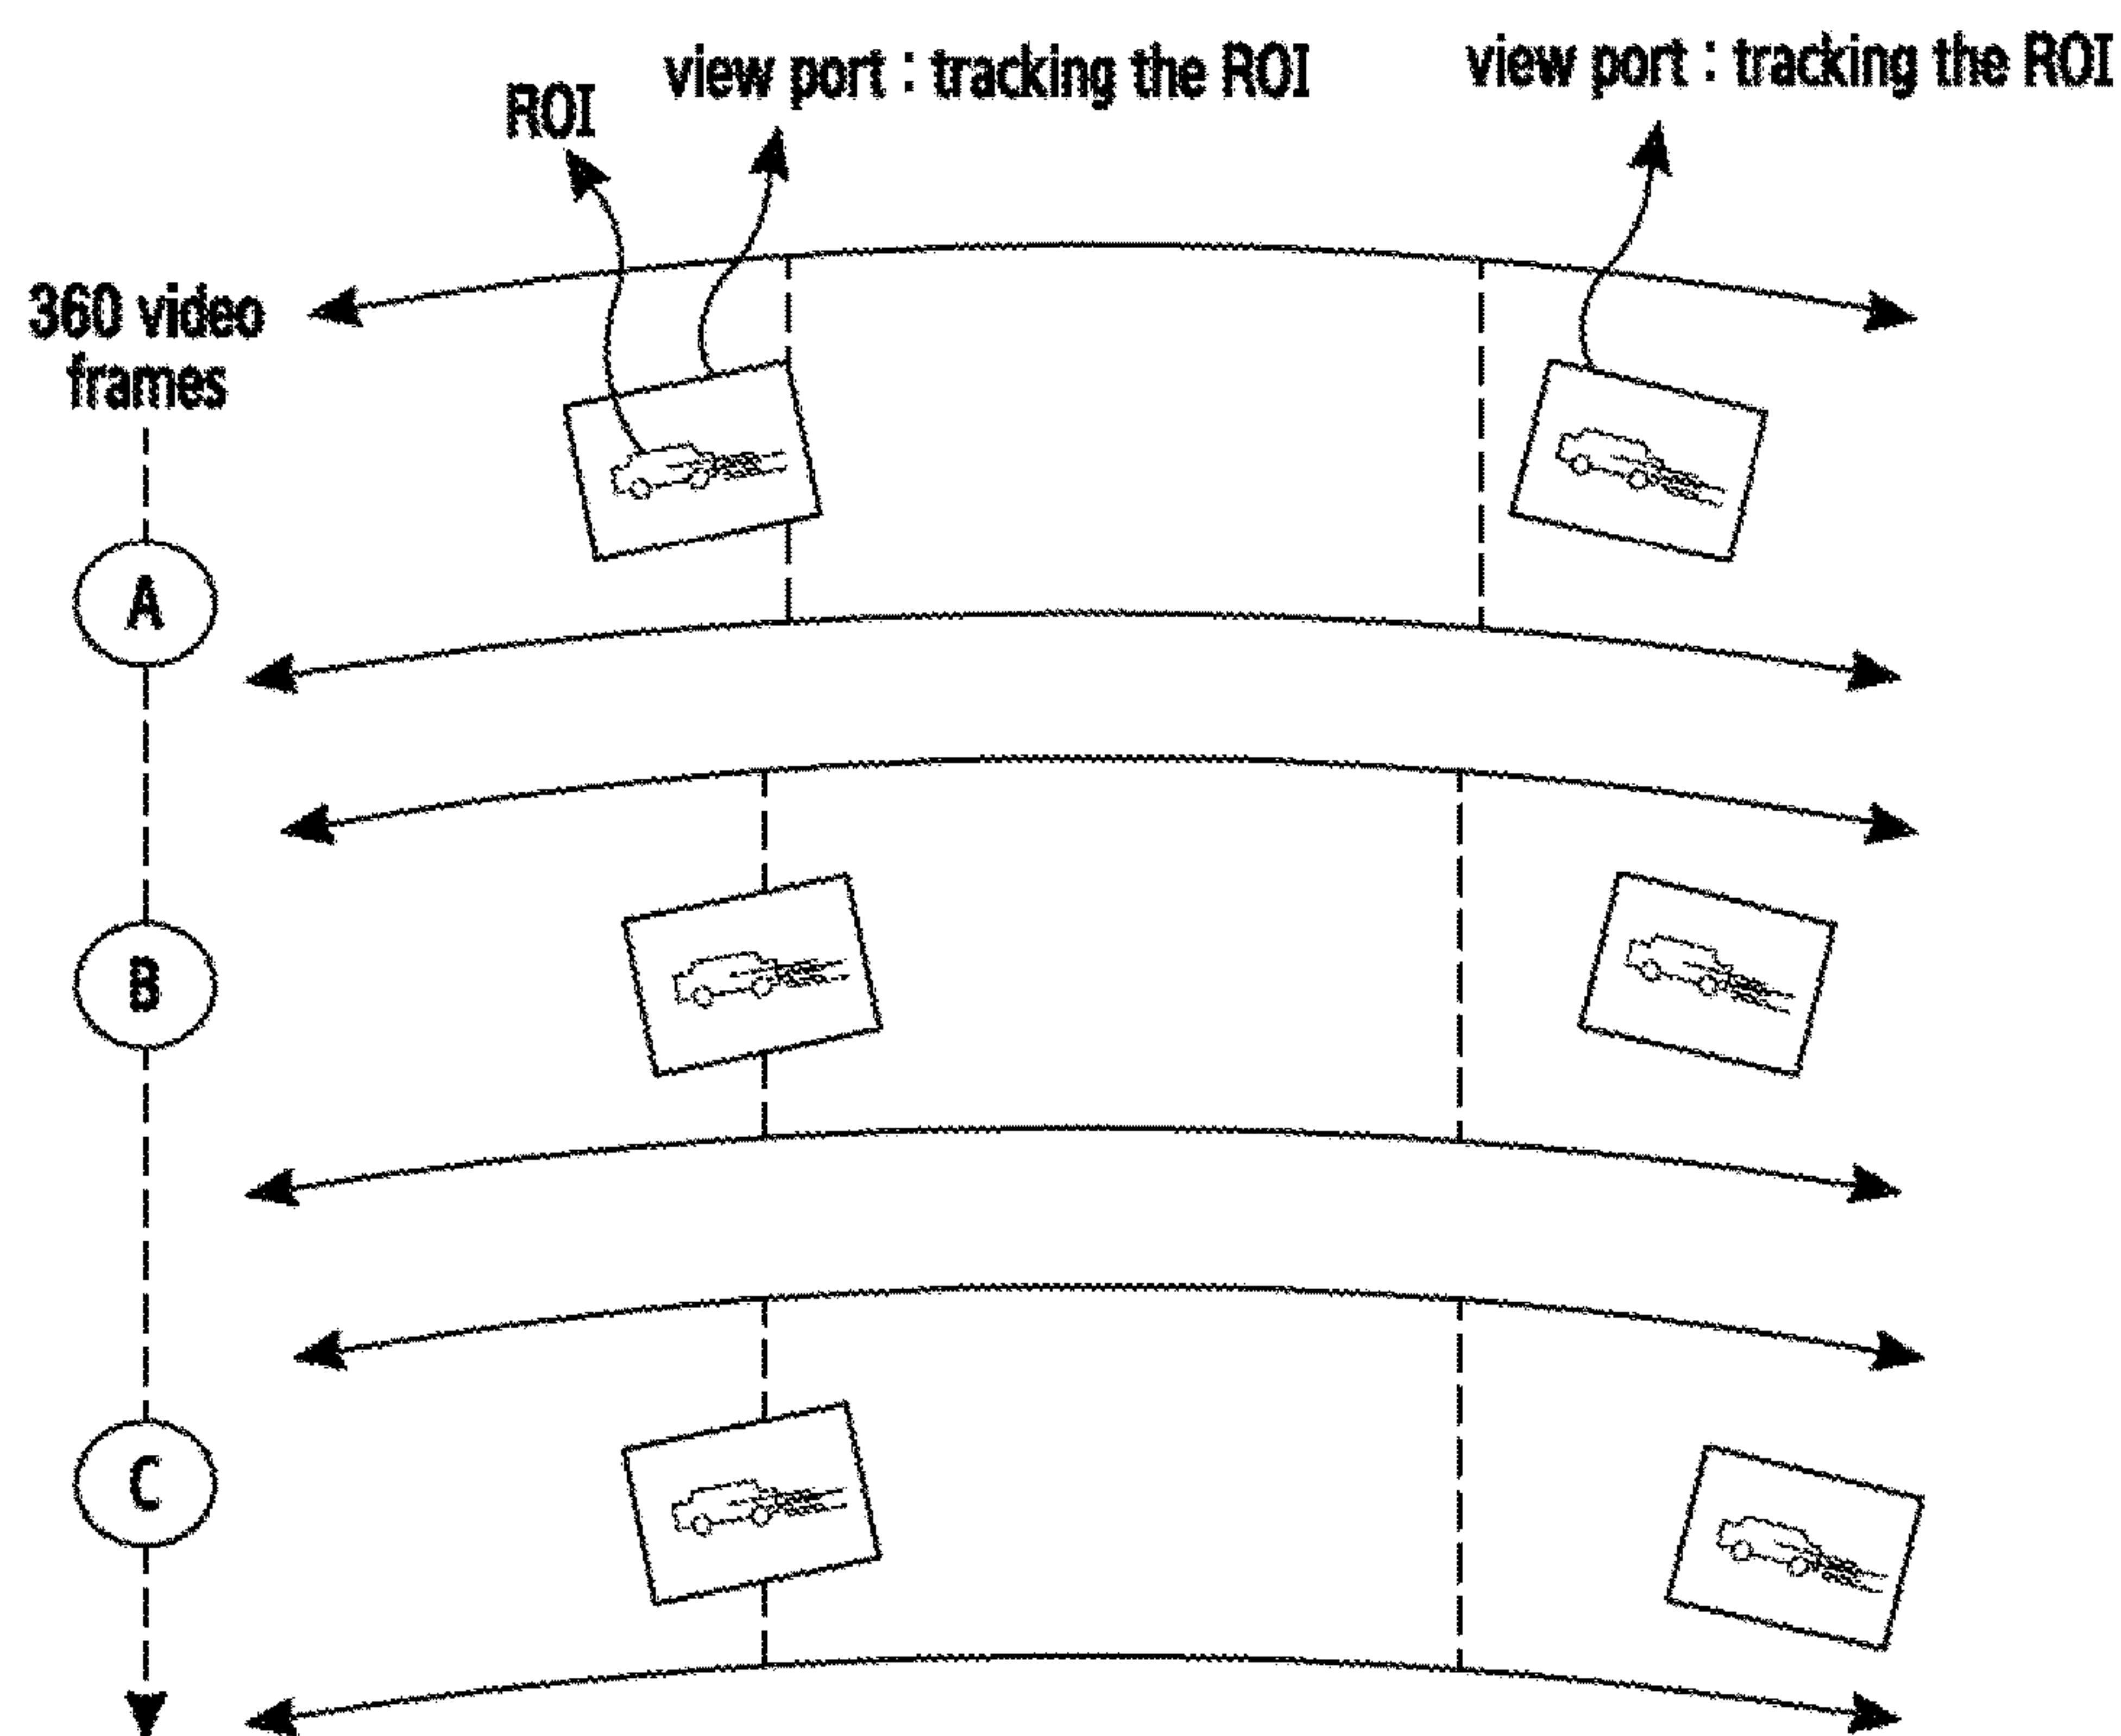 ROI
view port : tracking the ROI
view port : tracking the ROI
360 video
frames
A
B
C